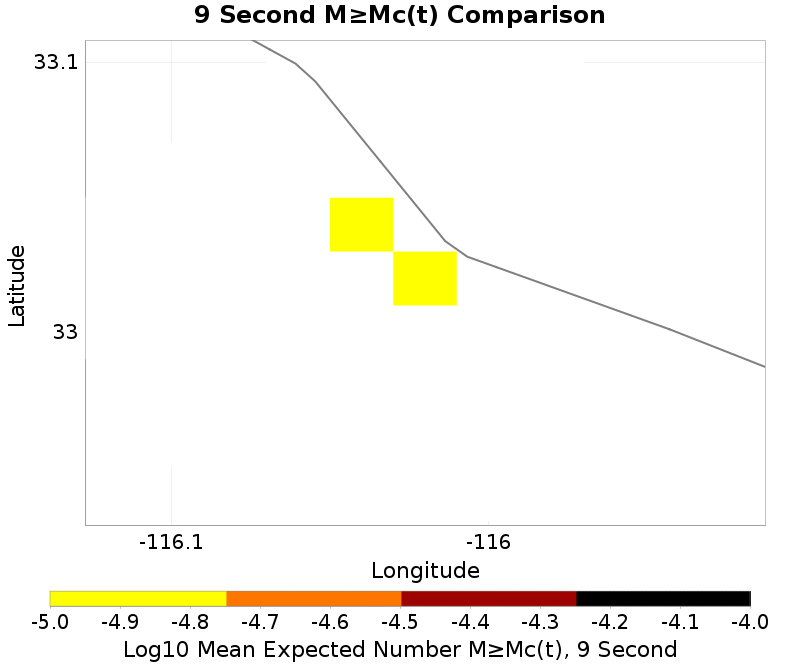 9 Second M≥Mc(t) Comparison
33.1
33
Latitude
-116.1 -116
Longitude
-5.0 -4.9 -4.8 -4.7 -4.6 -4.5 -4.4 -4.3 -4.2 -4.1 -4.0
Log10 Mean Expected Number M≥Mc(t), 9 Second